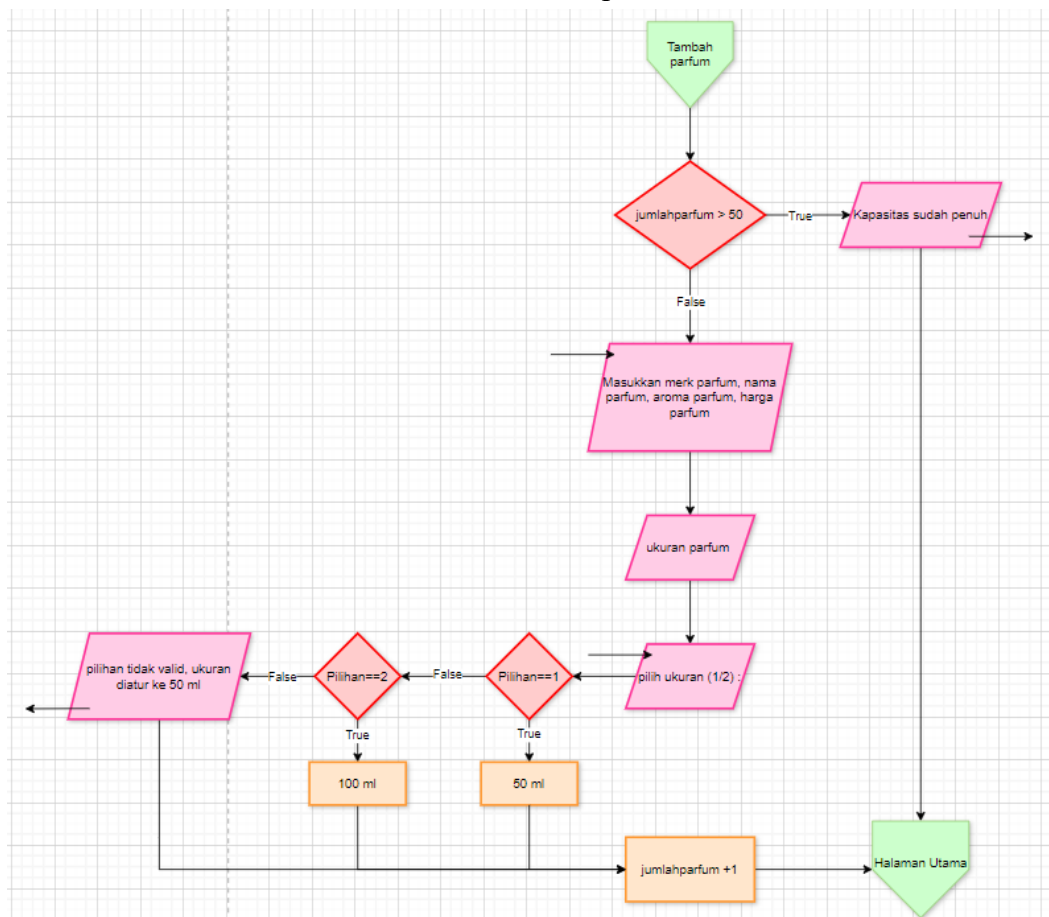 Tambah
parfum
jumlahparfum > 50
True
Kapasitas sudah penuh
False
Masukkan merk parfum, nama
parfum, aroma parfum, harga
parfum
ukuran parfum
pilih ukuran (1/2) :
Pilihan==1
False
Pilihan==2
False
pilihan tidak valid, ukuran
diatur ke 50 ml
True
True
100 ml
50 ml
jumlahparfum +1
Halaman Utama